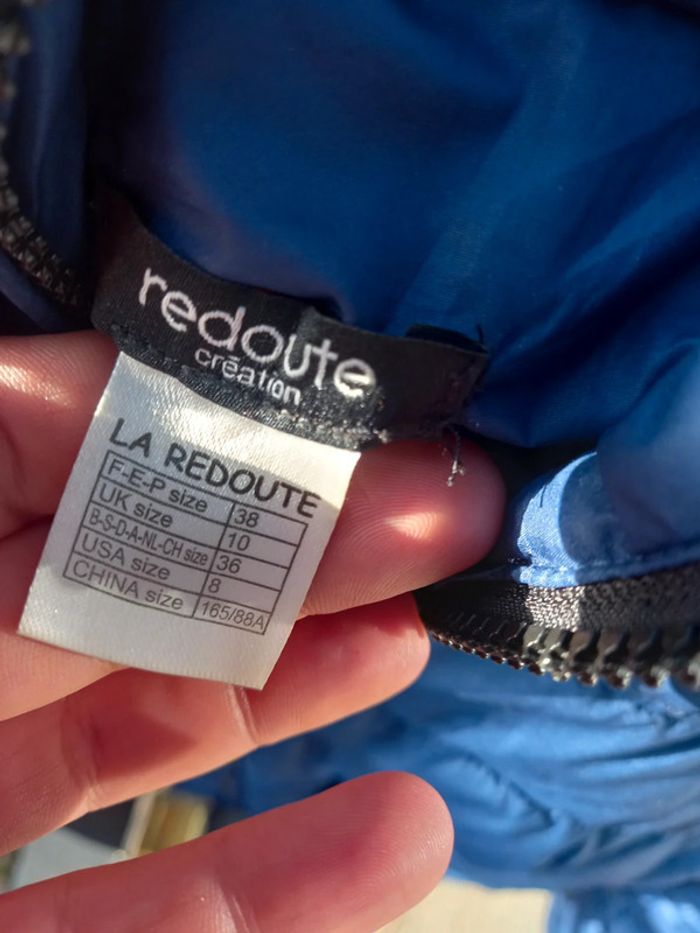 redoute
création
LA REDOUTE
F-E-P size 38
UK size 10
B-S-D-A-NL-CH size 36
USA size 8
CHINA size 165/88A